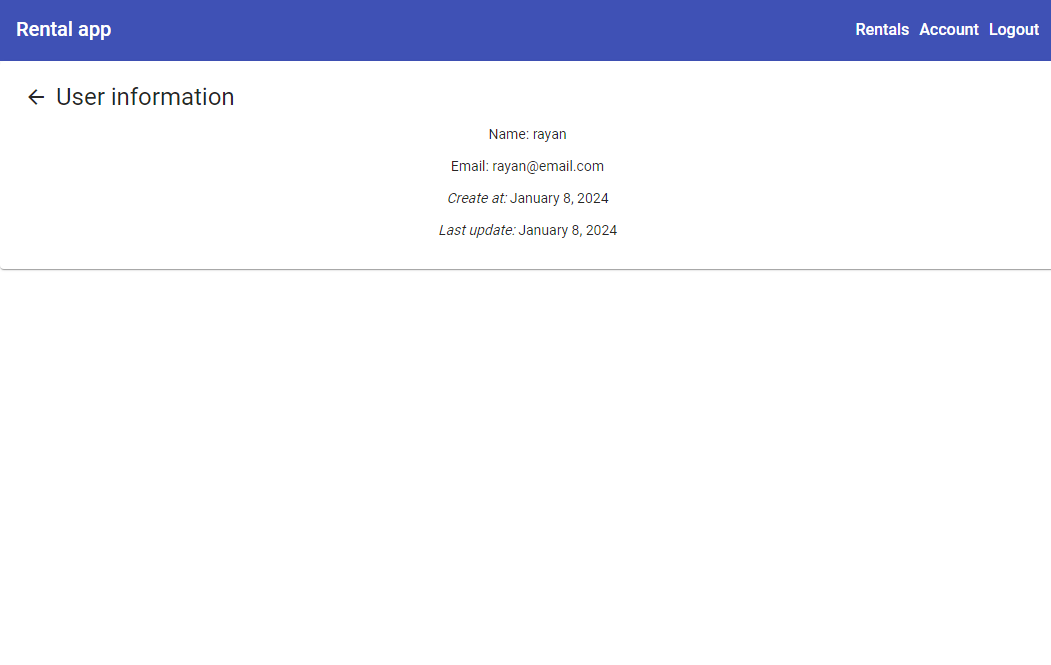 Rental app
Rentals Account Logout
User information
Name: rayan
Email: rayan@email.com
Create at: January 8, 2024
Last update: January 8, 2024